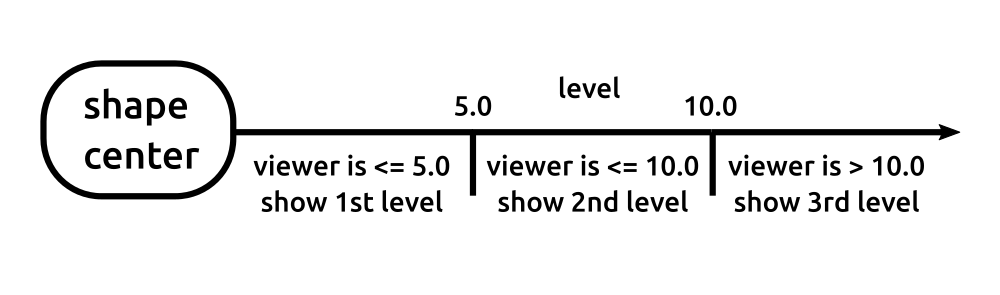 level
shape
center
5.0
10.0
viewer is <= 5.0
show 1st level
viewer is <= 10.0
show 2nd level
viewer is > 10.0
show 3rd level